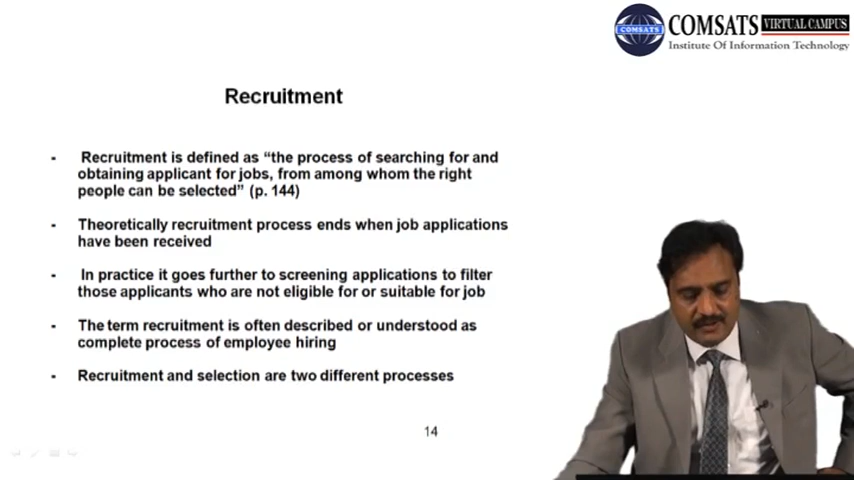 COMSATS
COMSATS VIRTUAL CAMPUS
Institute Of Information Technology
Recruitment
- Recruitment is defined as “the process of searching for and
obtaining applicant for jobs, from among whom the right
people can be selected” (p. 144)
- Theoretically recruitment process ends when job applications
have been received
- In practice it goes further to screening applications to filter
those applicants who are not eligible for or suitable for job
- The term recruitment is often described or understood as
complete process of employee hiring
- Recruitment and selection are two different processes
14